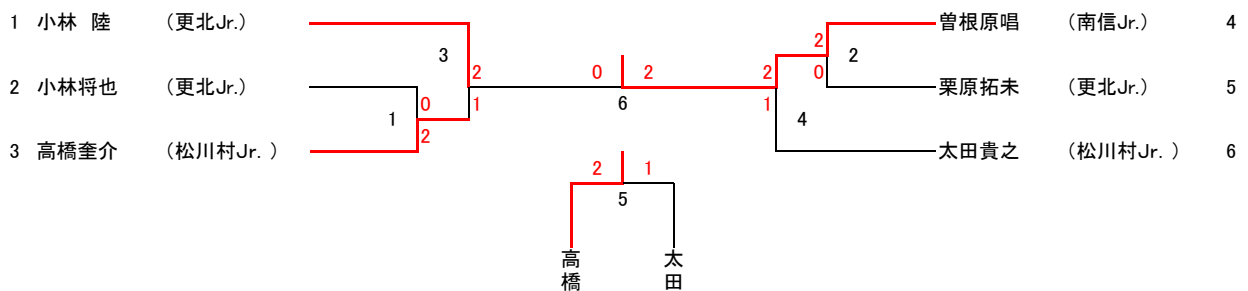 1 小林 陸 （更北Jr.） 曽根原唱 （南信Jr.） 4
3 2 2
2 0 2 2 0
2 小林将也 （更北Jr.） 栗原拓未 （更北Jr.） 5
0 1 6 1
1 4
2
3 高橋奎介 （松川村Jr. ） 太田貴之 （松川村Jr. ） 6
2 1
5
高橋 太田